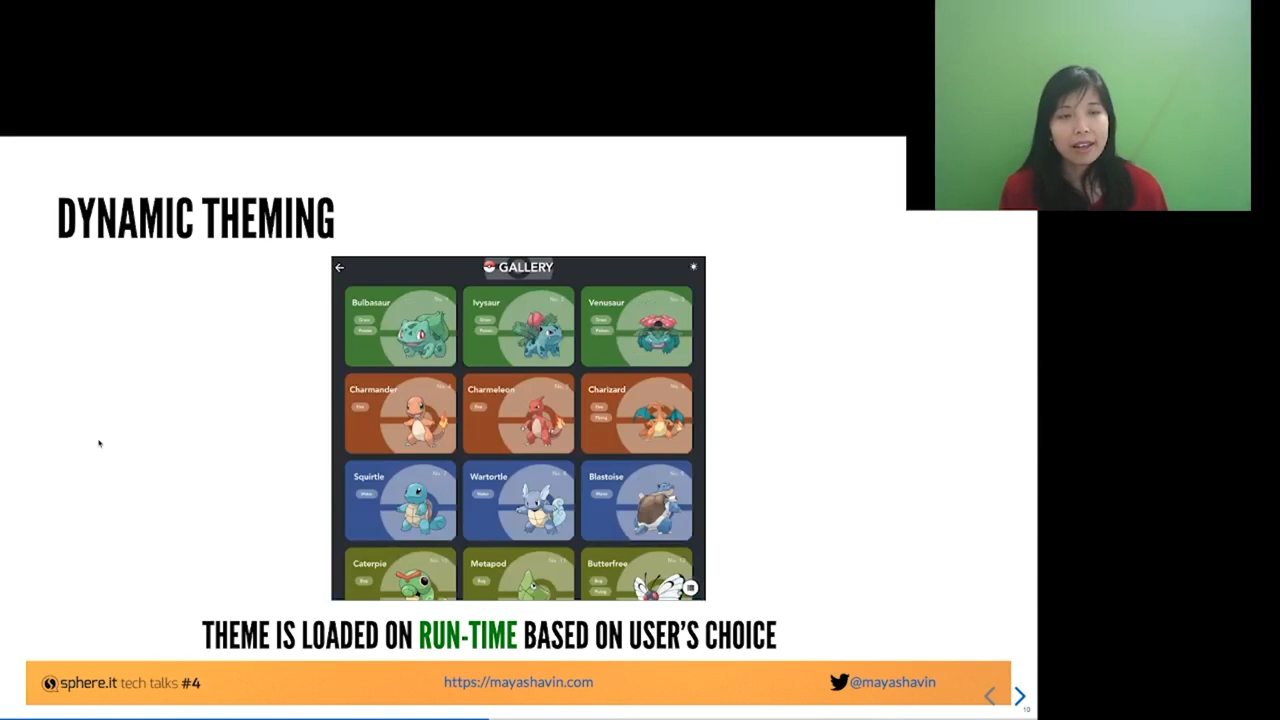 DYNAMIC THEMING
GALLERY
Bulbasaur
Ivysaur
Venusaur
Charmander
Charmeleon
Charizard
Squirtle
Wartortle
Blastoise
Caterpie
Metapod
Butterfree
THEME IS LOADED ON RUN-TIME BASED ON USER'S CHOICE
sphere.it tech talks #4
https://mayashavin.com
@mayashavin
10